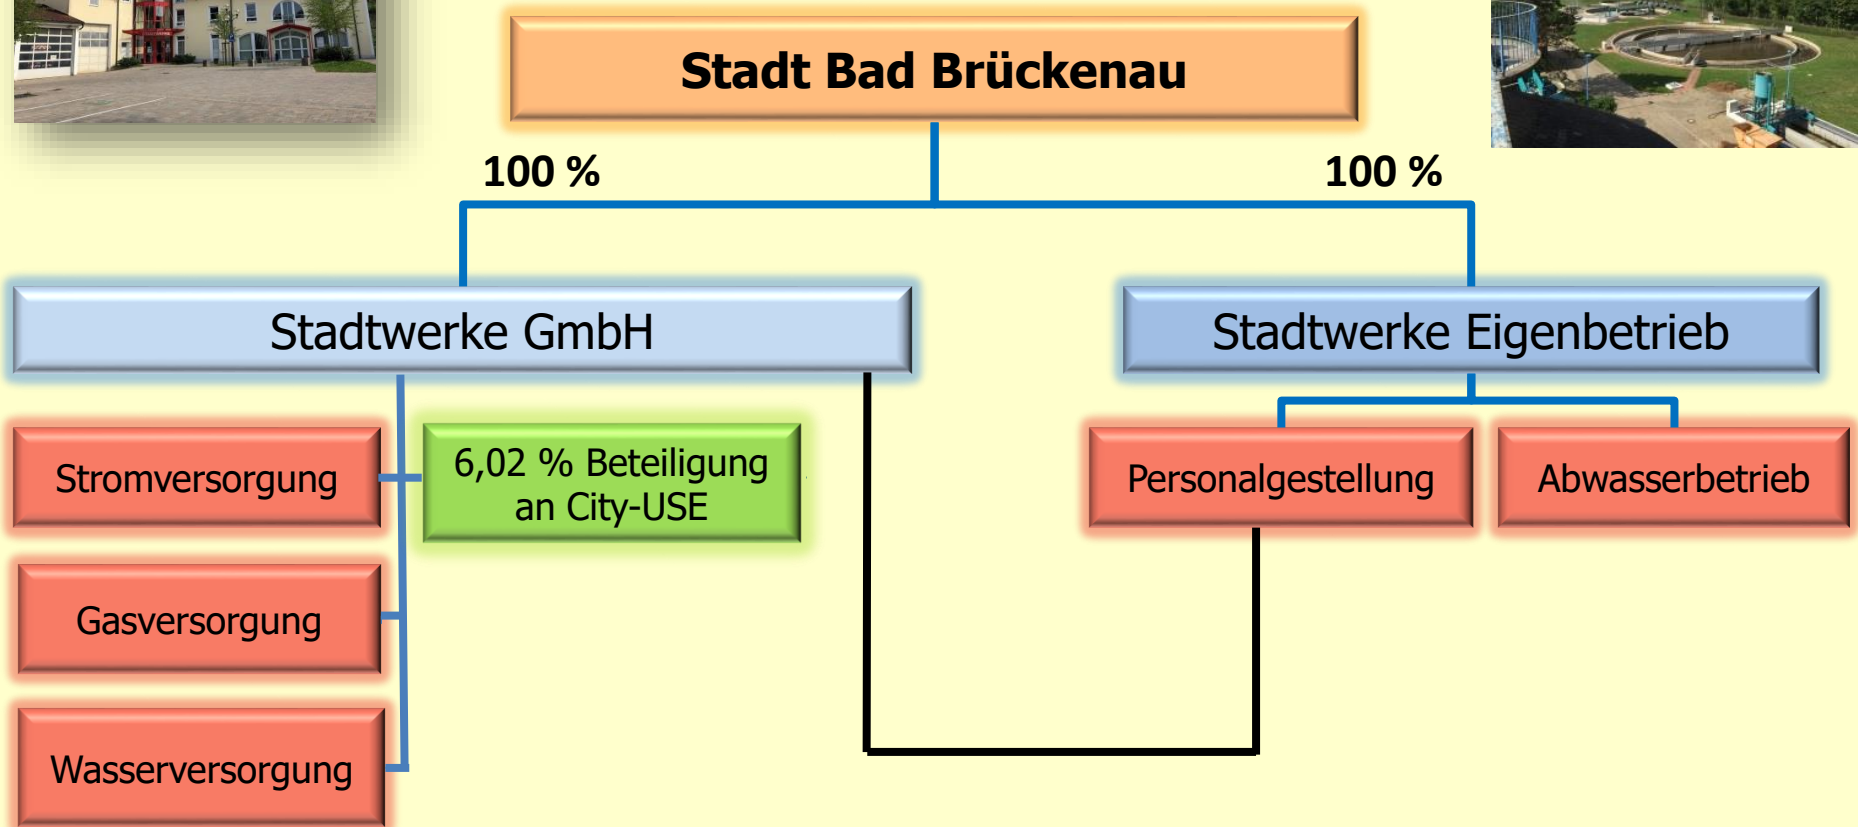 Stadt Bad Brückenau
100 %
100 %
Stadtwerke GmbH
Stadtwerke Eigenbetrieb
Stromversorgung
6,02 % Beteiligung
an City-USE
Personalgestellung
Abwasserbetrieb
Gasversorgung
Wasserversorgung